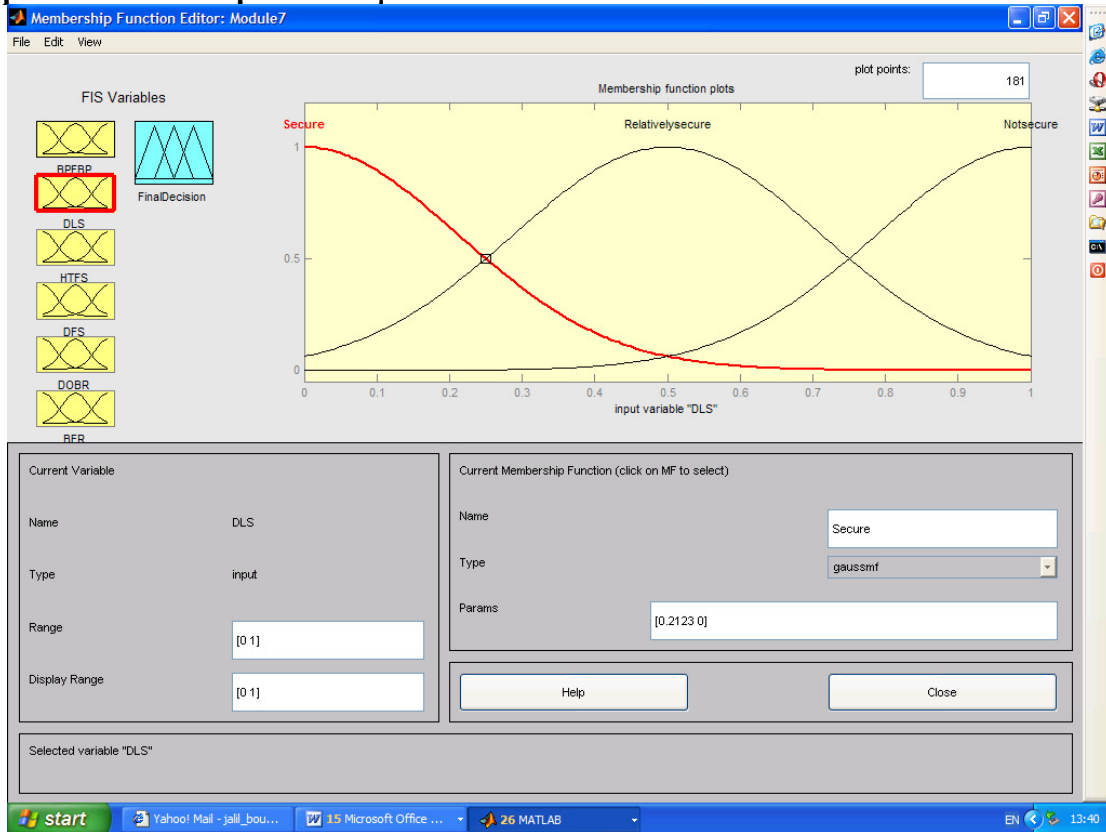 Membership Function Editor: Module7
File Edit View
FIS Variables
BPFBP
DLS
HTFS
DFS
DOBR
BFR
FinalDecision
plot points:
181
Membership function plots
Secure
Relativelysecure
Notsecure
1
0.5
0
0 0.1 0.2 0.3 0.4 0.5 0.6 0.7 0.8 0.9 1
input variable "DLS"
Current Variable
Name DLS
Type input
Range [0 1]
Display Range [0 1]
Current Membership Function (click on MF to select)
Name Secure
Type gaussmf
Params [0.2123 0]
Help
Close
Selected variable "DLS"
start
Yahoo! Mail - jalil_bou...
15 Microsoft Office ...
26 MATLAB
EN
13:40